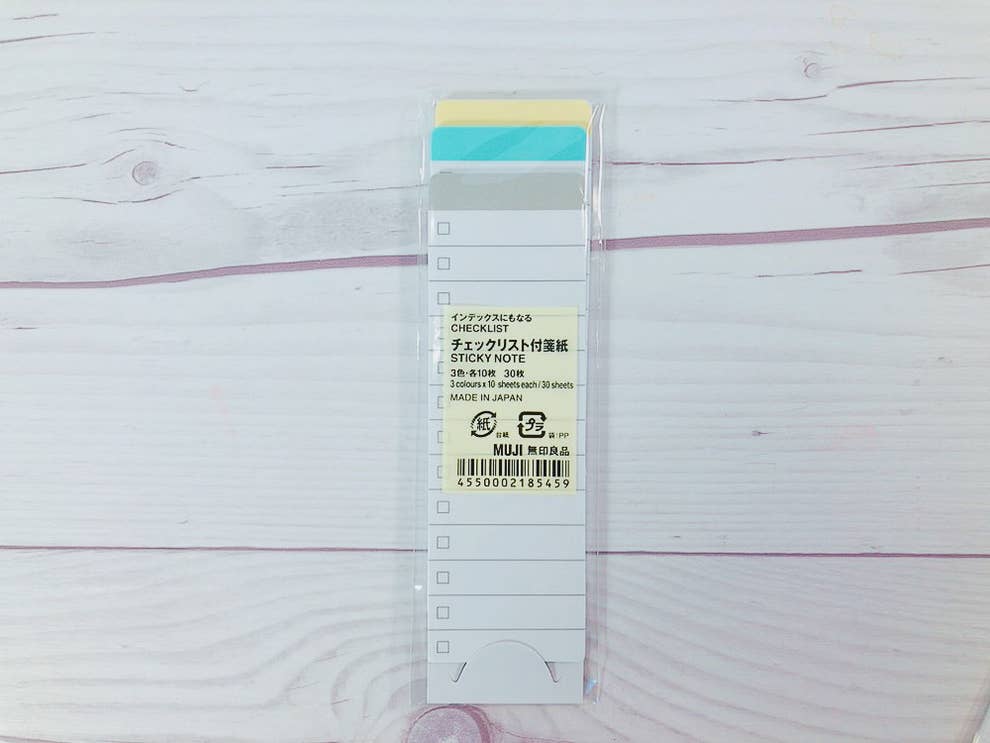 インデックスにもなる
CHECKLIST
チェックリスト付箋紙
STICKY NOTE
3色・各10枚 30枚
3 colours x 10 sheets each / 30 sheets
MADE IN JAPAN
紙 台紙 プラ 袋:PP
MUJI 無印良品
4550002185459